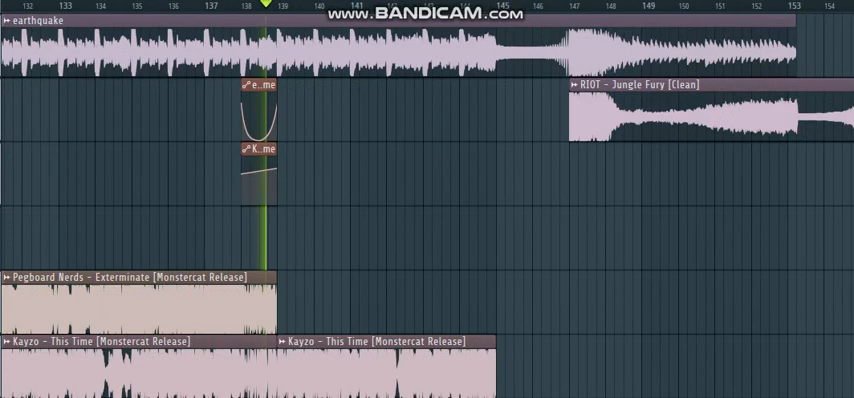 132 133 134 135 136 137 138 139 140 141 142 143 144 145 146 147 148 149 150 151 152 153 154
www.BANDICAM.com
earthquake
e..me
RIOT - Jungle Fury [Clean]
K..me
Pegboard Nerds - Exterminate [Monstercat Release]
Kayzo - This Time [Monstercat Release]
Kayzo - This Time [Monstercat Release]